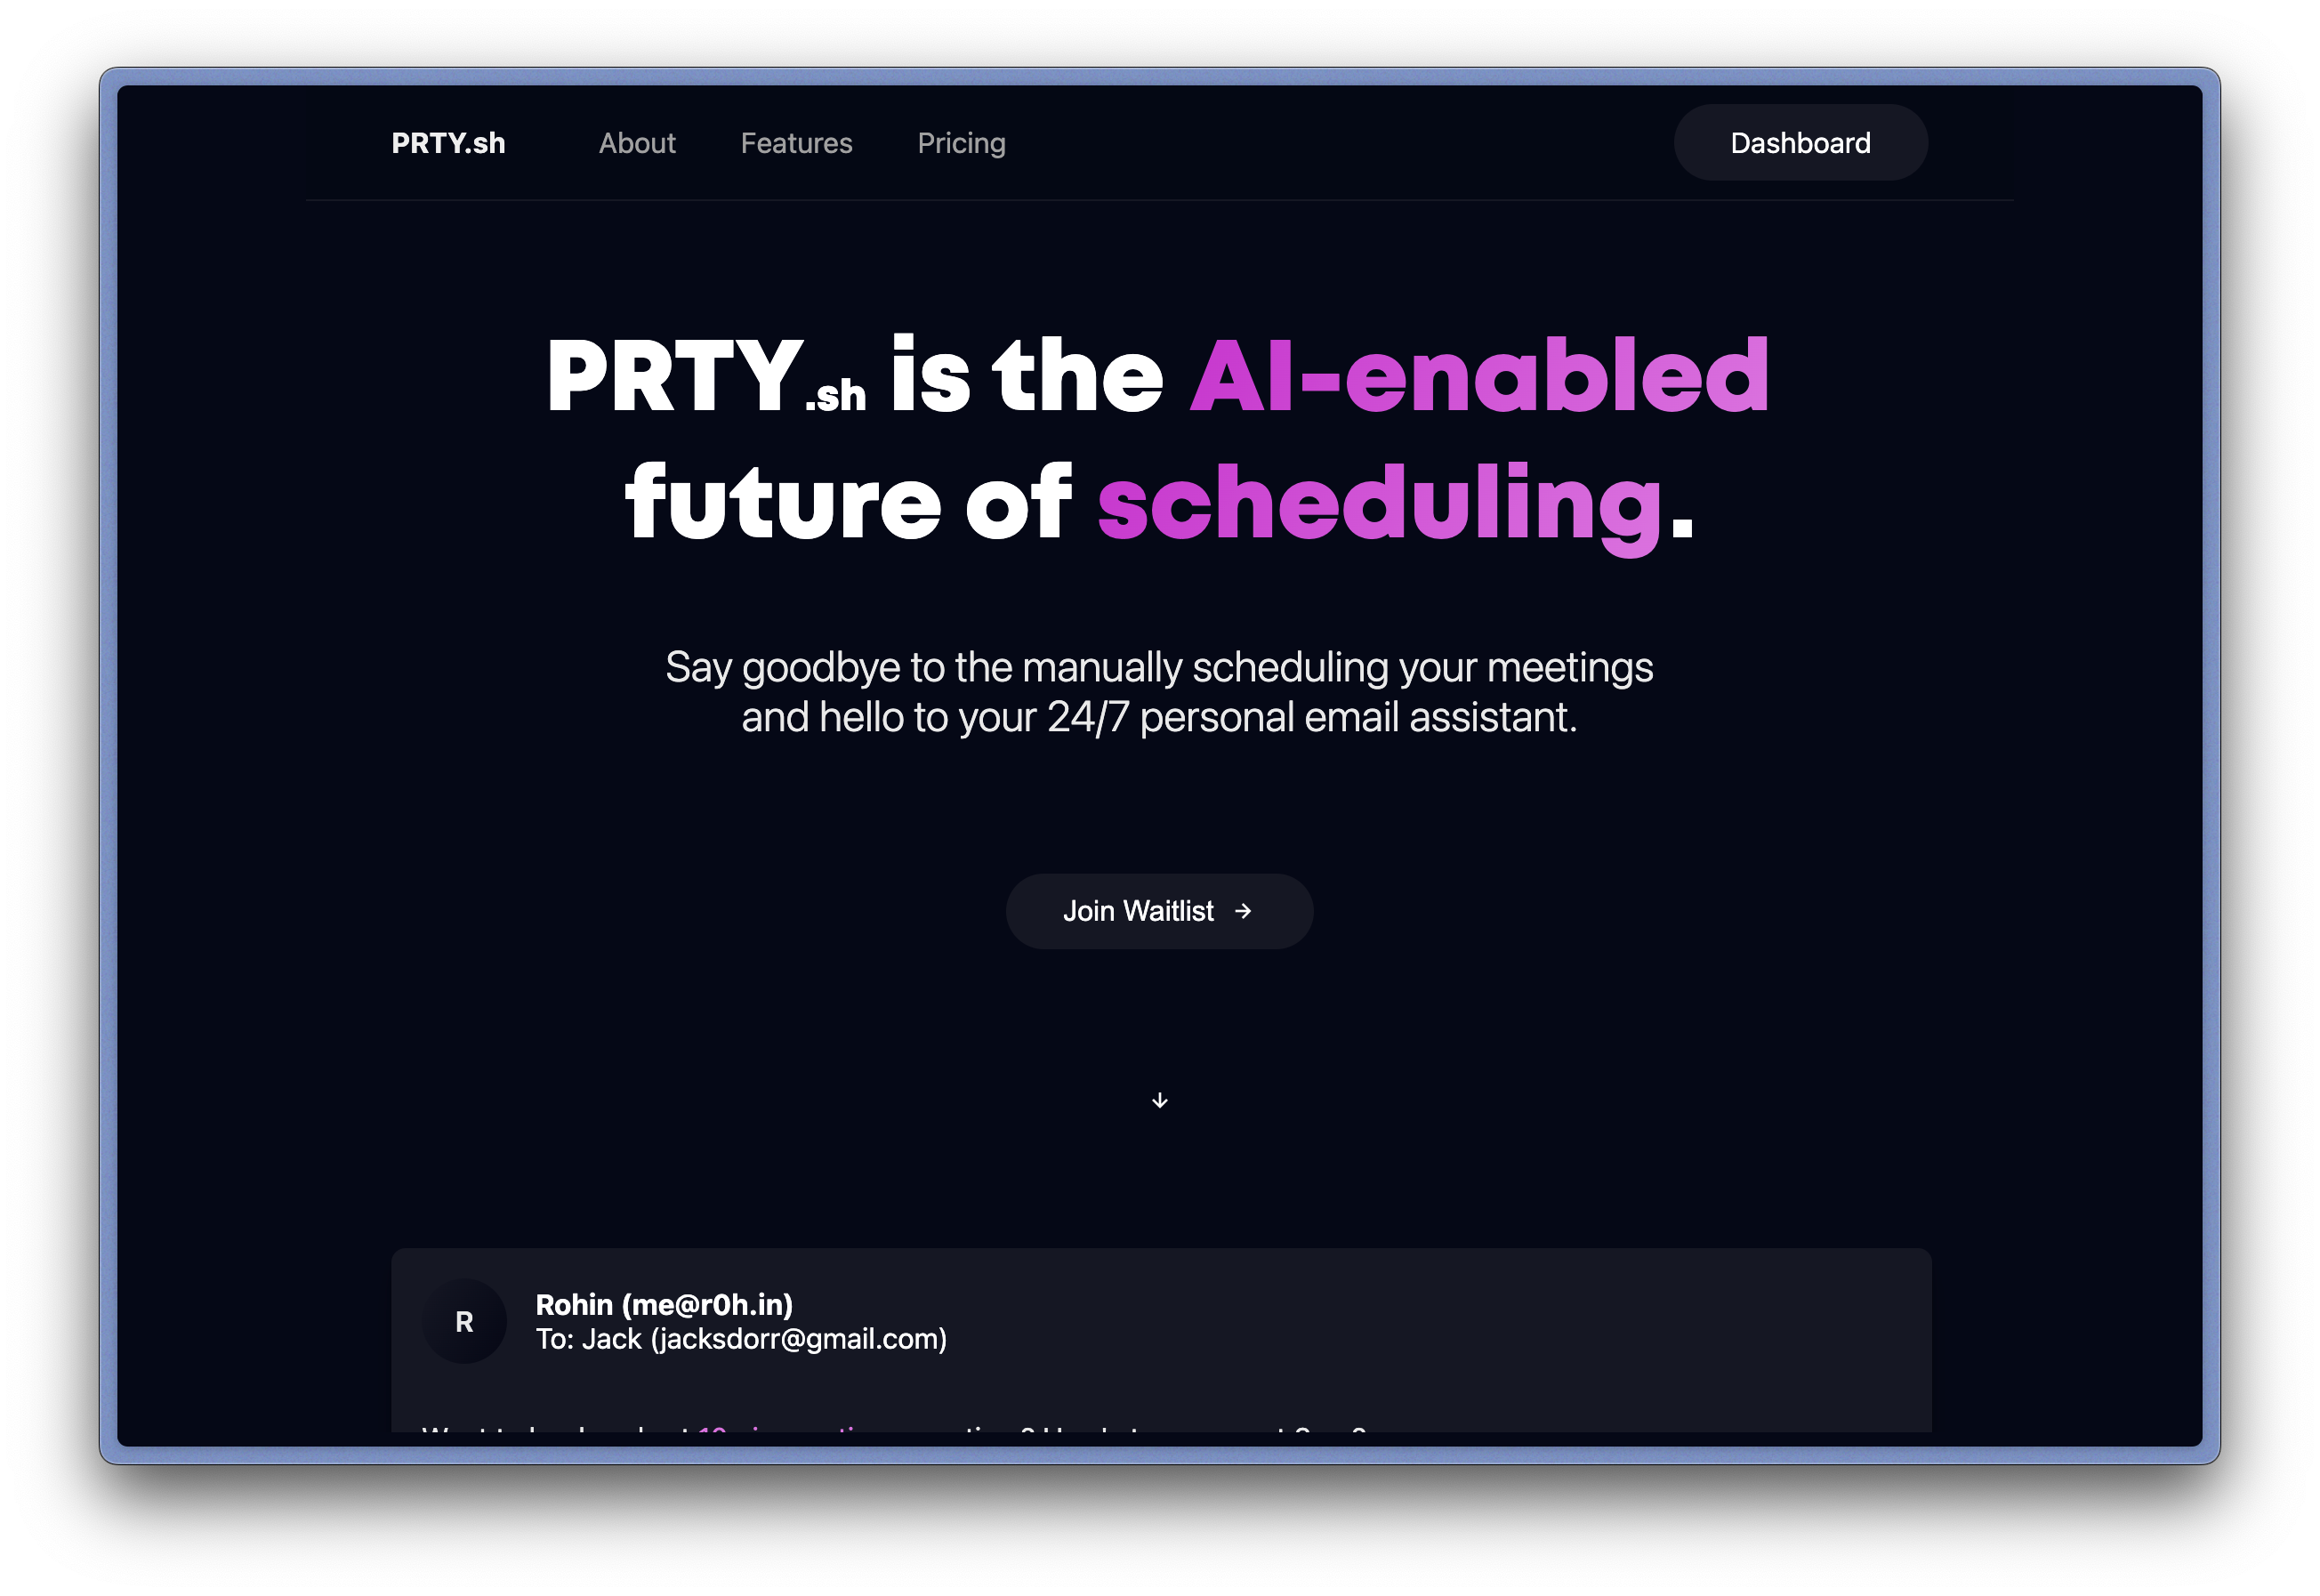 PRTY.sh About Features Pricing Dashboard
PRTY.sh is the AI-enabled
future of scheduling.
Say goodbye to the manually scheduling your meetings
and hello to your 24/7 personal email assistant.
Join Waitlist →
↓
R
Rohin (me@r0h.in)
To: Jack (jacksdorr@gmail.com)